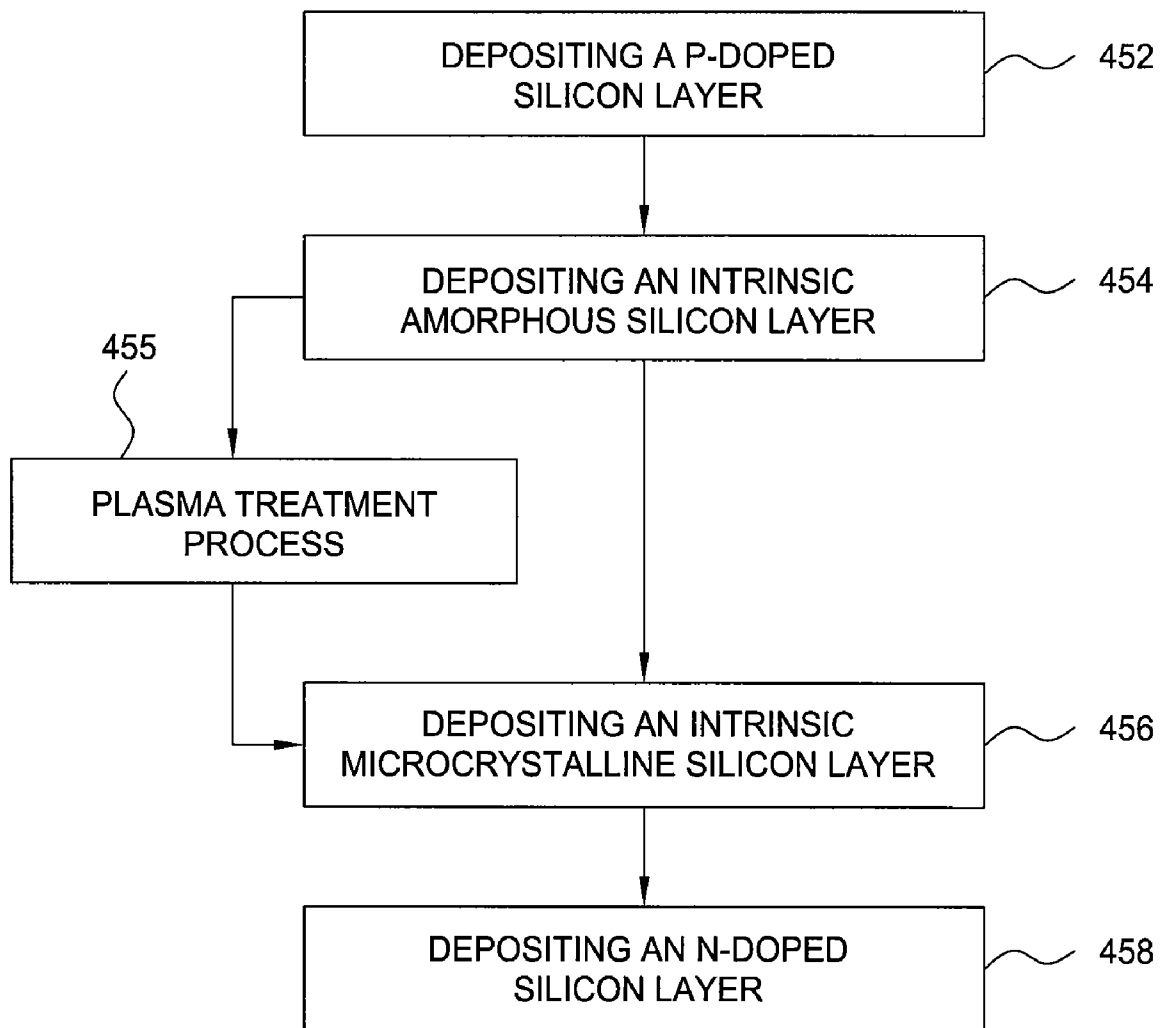 DEPOSITING A P-DOPED
SILICON LAYER
452
DEPOSITING AN INTRINSIC
AMORPHOUS SILICON LAYER
454
455
PLASMA TREATMENT
PROCESS
DEPOSITING AN INTRINSIC
MICROCRYSTALLINE SILICON LAYER
456
DEPOSITING AN N-DOPED
SILICON LAYER
458